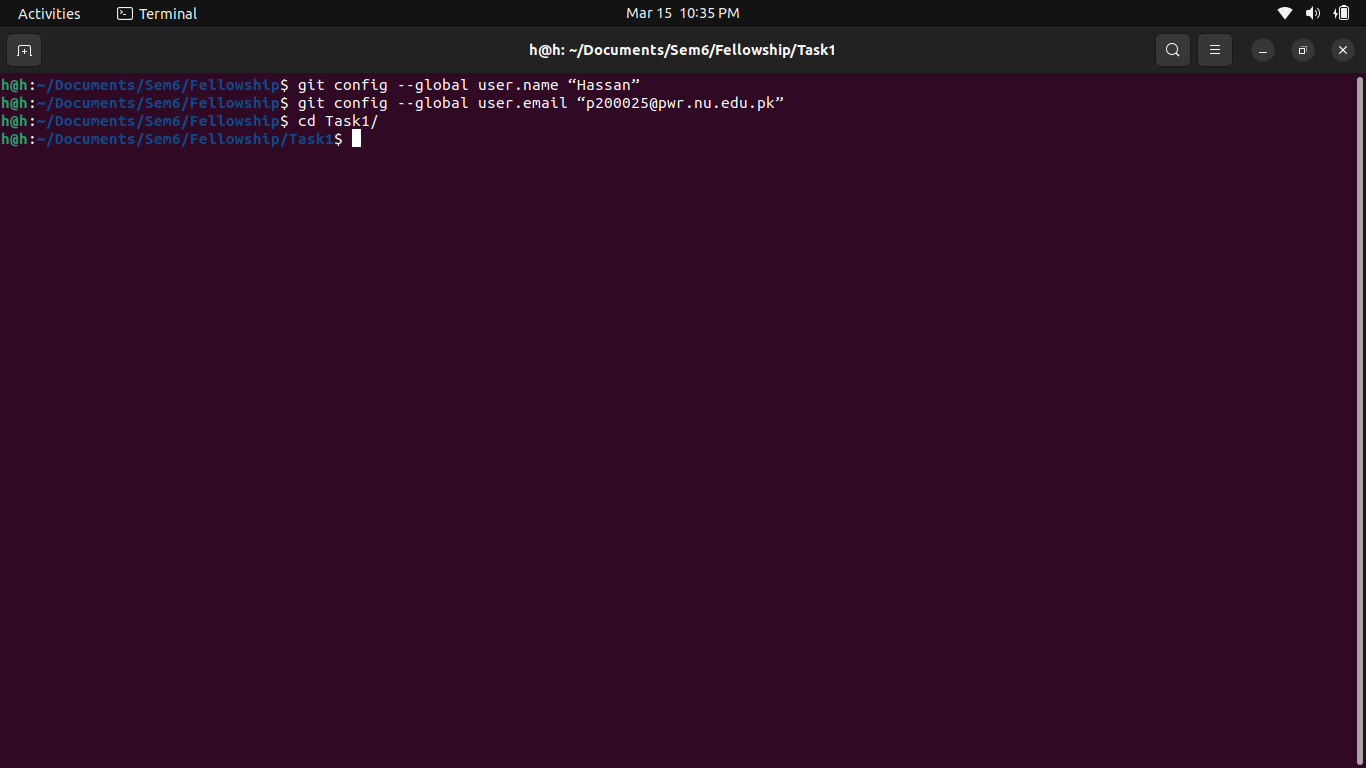 Activities Terminal Mar 15 10:35 PM
h@h: ~/Documents/Sem6/Fellowship/Task1
h@h:~/Documents/Sem6/Fellowship$ git config --global user.name “Hassan”
h@h:~/Documents/Sem6/Fellowship$ git config --global user.email “p200025@pwr.nu.edu.pk”
h@h:~/Documents/Sem6/Fellowship$ cd Task1/
h@h:~/Documents/Sem6/Fellowship/Task1$